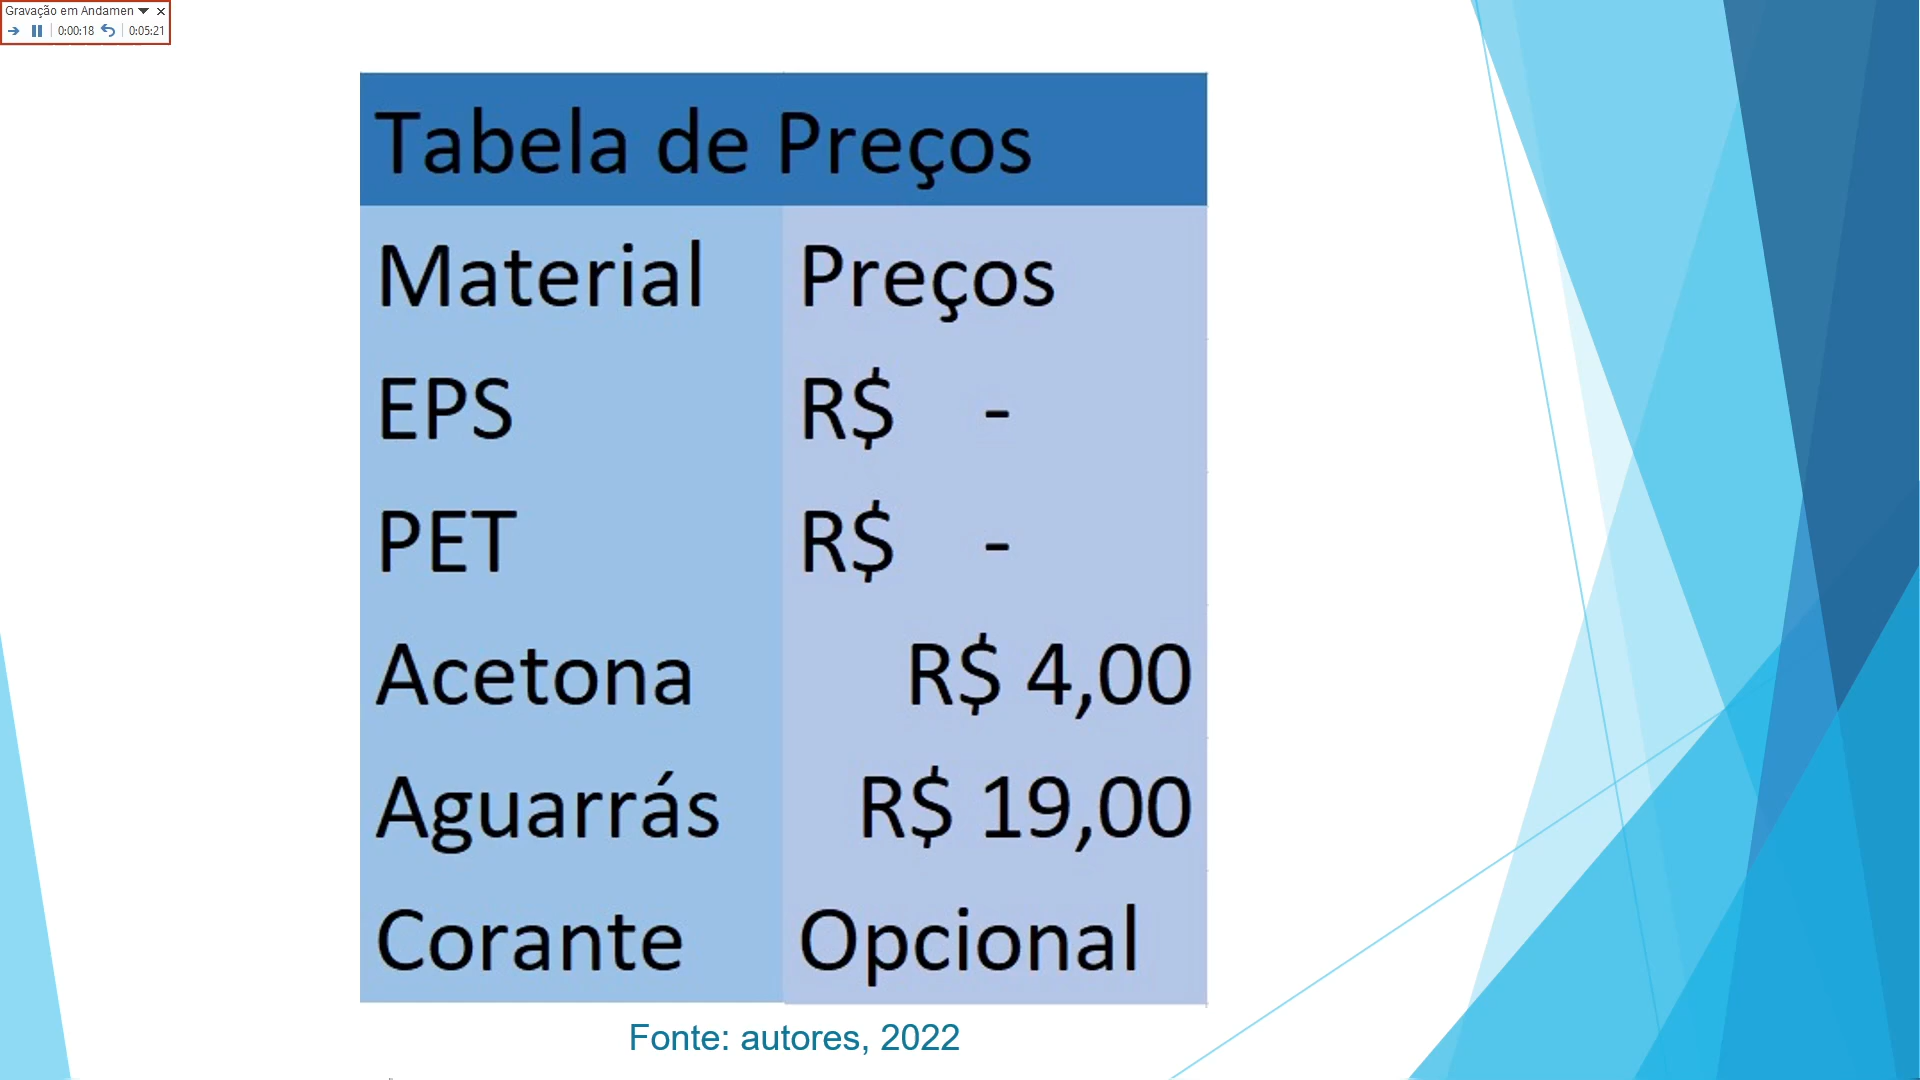 Gravação em Andamen
0:00:18 0:05:21
Tabela de Preços
Material Preços
EPS R$ -
PET R$ -
Acetona R$ 4,00
Aguarrás R$ 19,00
Corante Opcional
Fonte: autores, 2022